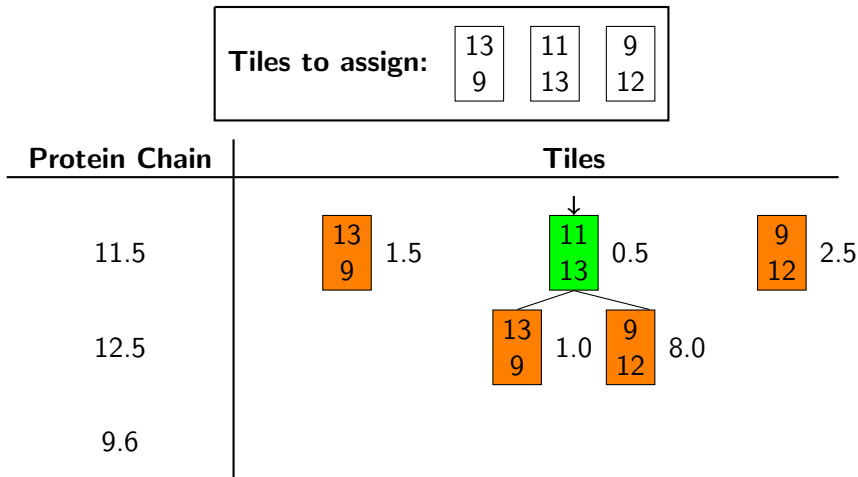 Tiles to assign: 13 11 9
9 13 12
Protein Chain Tiles
11.5 13 9 1.5 11 13 0.5 9 12 2.5
12.5 13 9 1.0 9 12 8.0
9.6